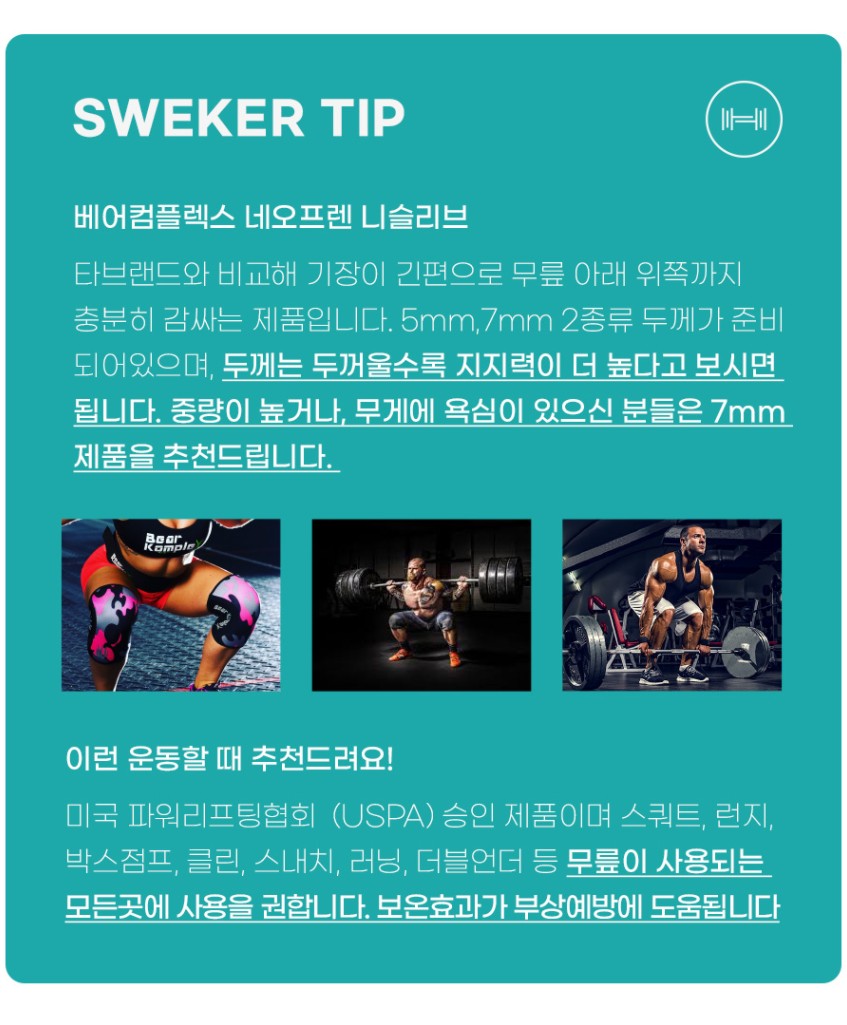 SWEKER TIP
베어컴플렉스 네오프렌 니슬리브
타브랜드와 비교해 기장이 긴편으로 무릎 아래 위쪽까지
충분히 감싸는 제품입니다. 5mm,7mm 2종류 두께가 준비
되어있으며, 두께는 두꺼울수록 지지력이 더 높다고 보시면
됩니다. 중량이 높거나, 무게에 욕심이 있으신 분들은 7mm
제품을 추천드립니다.
Bear
Komplex
이런 운동할 때 추천드려요!
미국 파워리프팅협회 (USPA) 승인 제품이며 스쿼트, 런지,
박스점프, 클린, 스내치, 러닝, 더블언더 등 무릎이 사용되는
모든곳에 사용을 권합니다. 보온효과가 부상예방에 도움됩니다